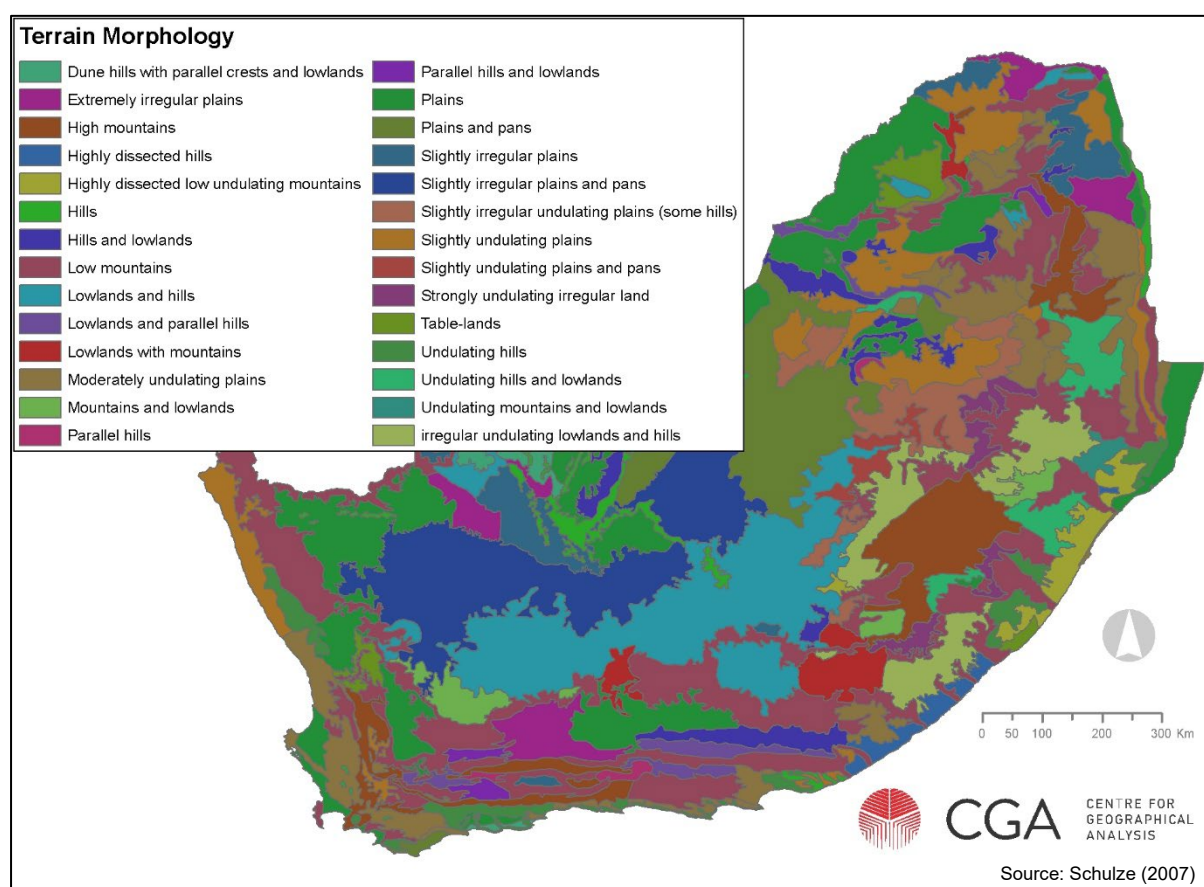 Terrain Morphology
Dune hills with parallel crests and lowlands
Extremely irregular plains
High mountains
Highly dissected hills
Highly dissected low undulating mountains
Hills
Hills and lowlands
Low mountains
Lowlands and hills
Lowlands and parallel hills
Lowlands with mountains
Moderately undulating plains
Mountains and lowlands
Parallel hills
Parallel hills and lowlands
Plains
Plains and pans
Slightly irregular plains
Slightly irregular plains and pans
Slightly irregular undulating plains (some hills)
Slightly undulating plains
Slightly undulating plains and pans
Strongly undulating irregular land
Table-lands
Undulating hills
Undulating hills and lowlands
Undulating mountains and lowlands
irregular undulating lowlands and hills
0 50 100 200 300 Km
CGA
CENTRE FOR
GEOGRAPHICAL
ANALYSIS
Source: Schulze (2007)